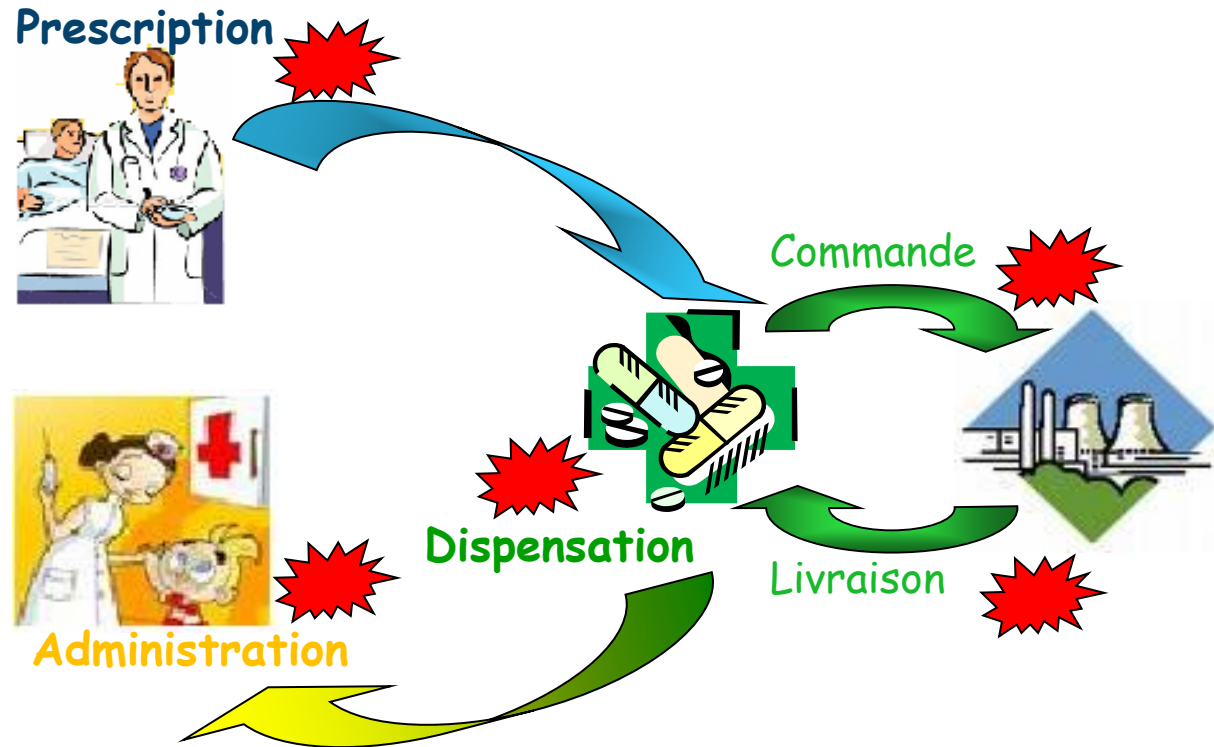 Prescription
Commande
Dispensation
Livraison
Administration